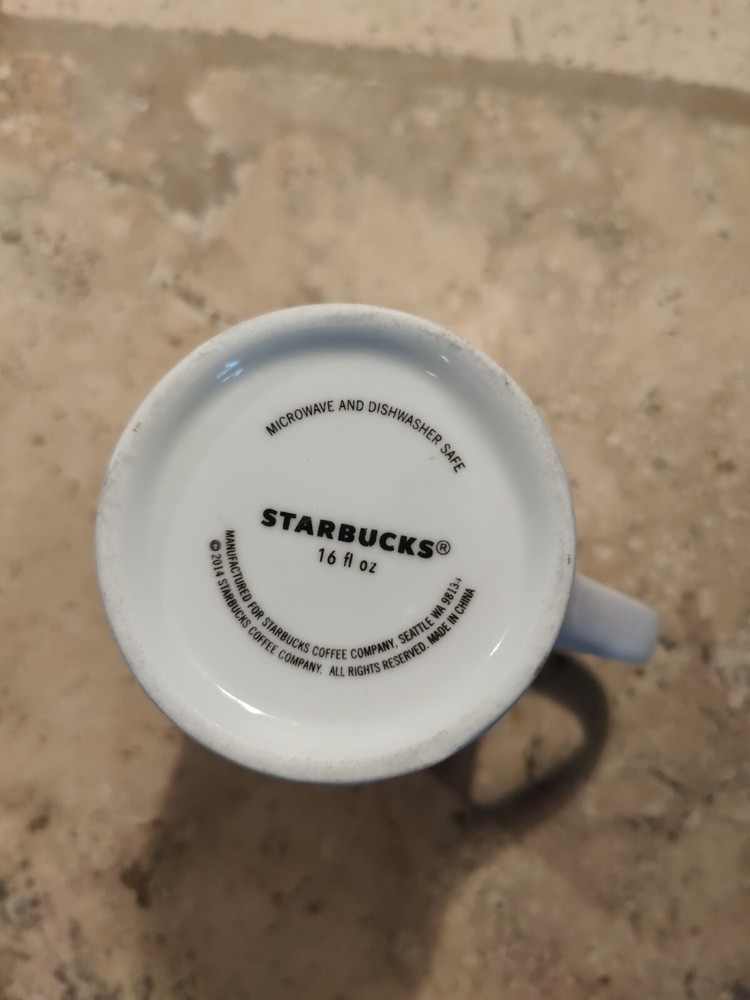 MICROWAVE AND DISHWASHER SAFE
STARBUCKS®
16 fl oz
MANUFACTURED FOR STARBUCKS COFFEE COMPANY, SEATTLE WA
© 2014 STARBUCKS COFFEE COMPANY. ALL RIGHTS RESERVED. MADE IN CHINA